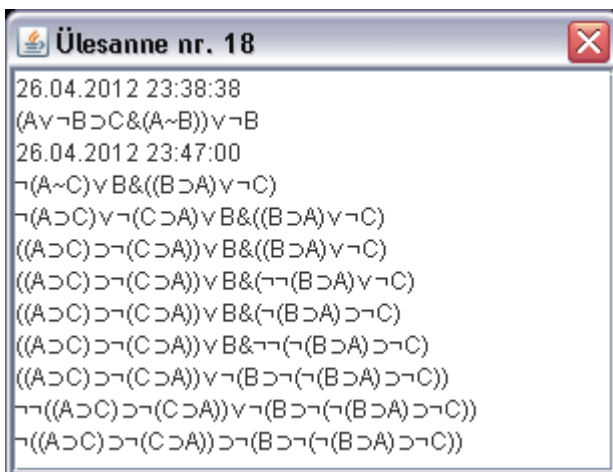 Ülesanne nr. 18
26.04.2012 23:38:38
(A∨¬B⊃C&(A~B))∨¬B
26.04.2012 23:47:00
¬(A~C)∨B&((B⊃A)∨¬C)
¬(A⊃C)∨¬(C⊃A)∨B&((B⊃A)∨¬C)
((A⊃C)⊃¬(C⊃A))∨B&((B⊃A)∨¬C)
((A⊃C)⊃¬(C⊃A))∨B&(¬¬(B⊃A)∨¬C)
((A⊃C)⊃¬(C⊃A))∨B&(¬(B⊃A)⊃¬C)
((A⊃C)⊃¬(C⊃A))∨B&¬¬(¬(B⊃A)⊃¬C)
((A⊃C)⊃¬(C⊃A))∨¬(B⊃¬(¬(B⊃A)⊃¬C))
¬¬((A⊃C)⊃¬(C⊃A))∨¬(B⊃¬(¬(B⊃A)⊃¬C))
¬((A⊃C)⊃¬(C⊃A))⊃¬(B⊃¬(¬(B⊃A)⊃¬C))